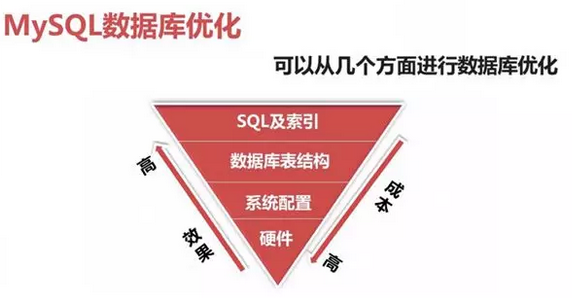 MySQL数据库优化
可以从几个方面进行数据库优化
SQL及索引
数据库表结构
系统配置
硬件
高
效果
成本
高